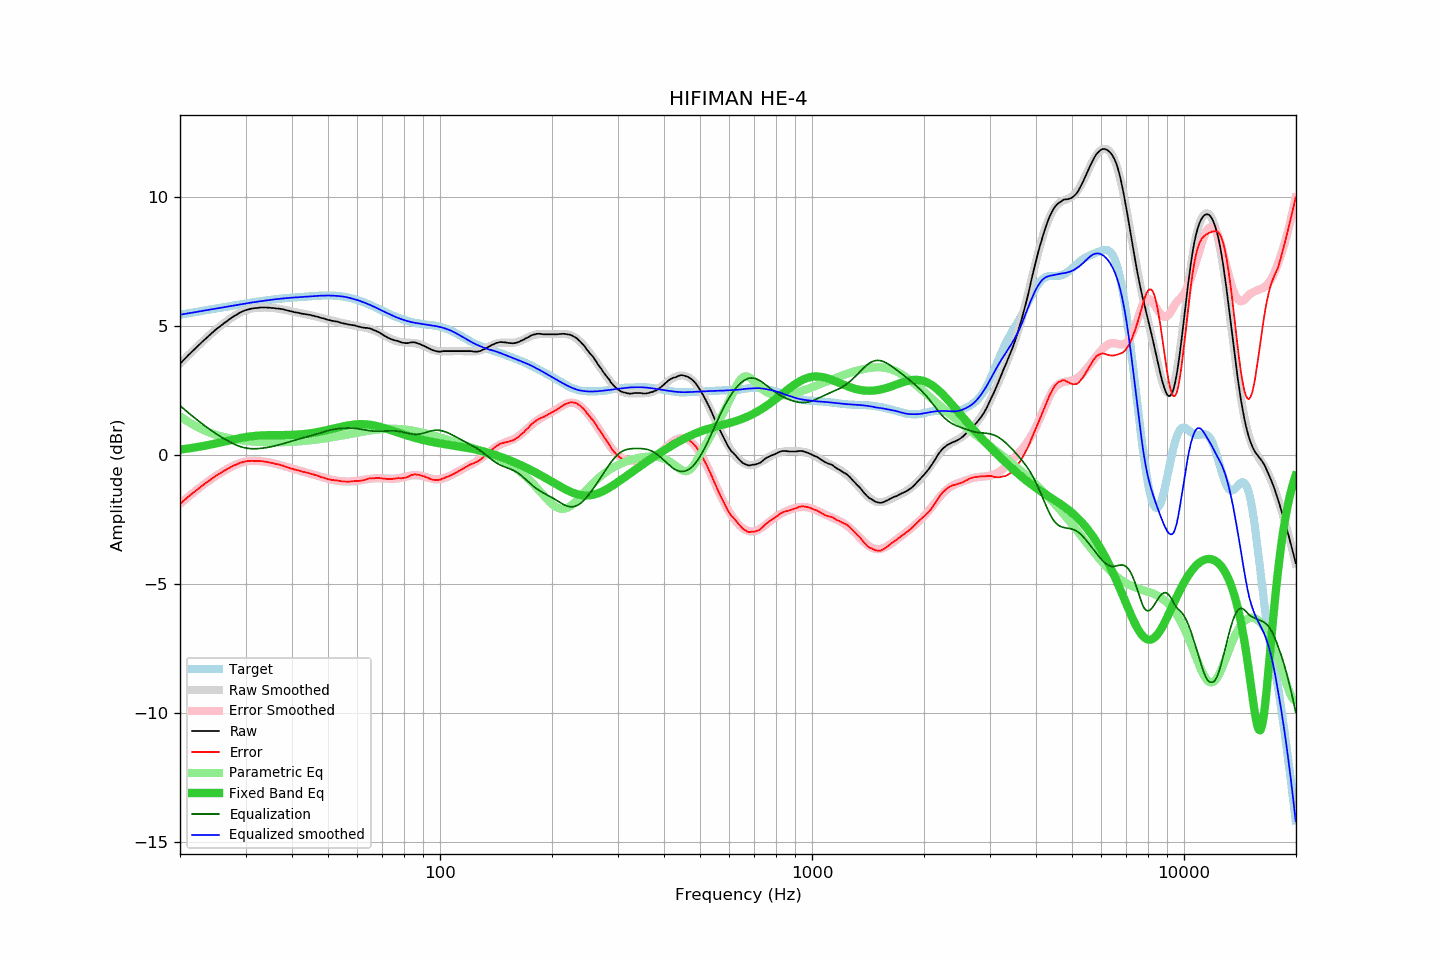 HIFIMAN HE-4
Amplitude (dBr)
10
5
0
−5
−10
−15
Target
Raw Smoothed
Error Smoothed
Raw
Error
Parametric Eq
Fixed Band Eq
Equalization
Equalized smoothed
100
1000
10000
Frequency (Hz)